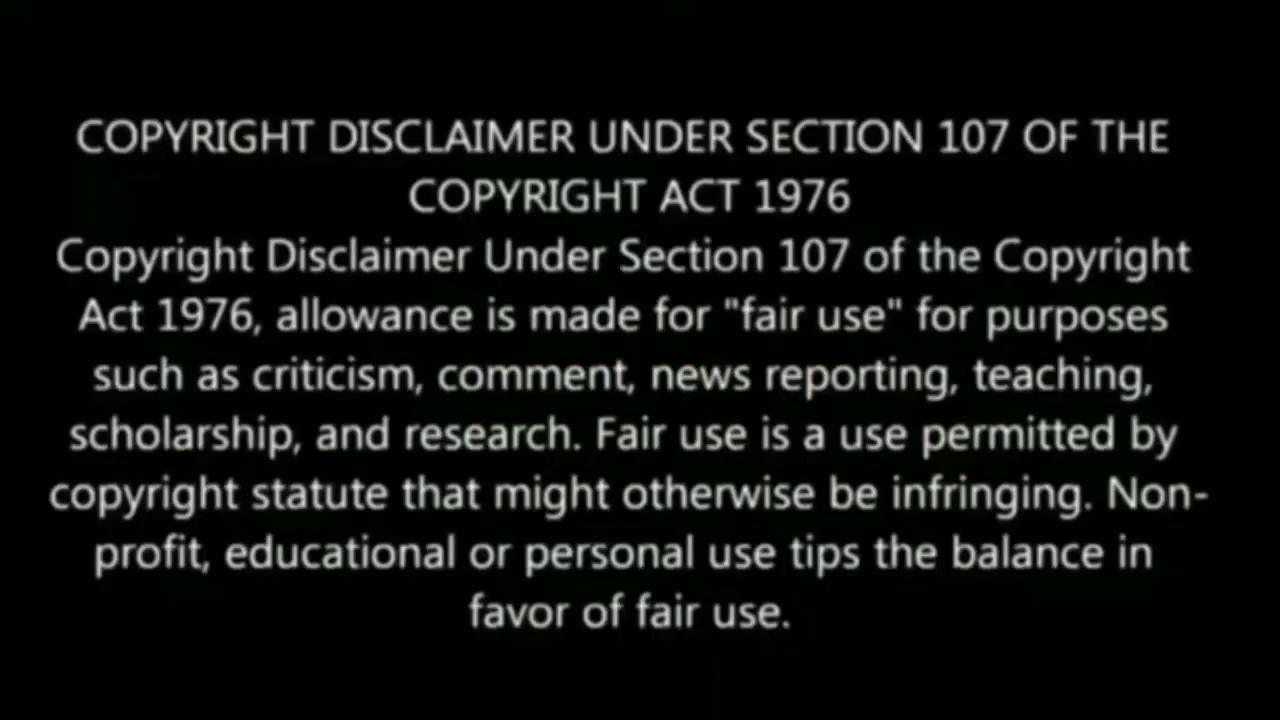 COPYRIGHT DISCLAIMER UNDER SECTION 107 OF THE
COPYRIGHT ACT 1976
Copyright Disclaimer Under Section 107 of the Copyright
Act 1976, allowance is made for "fair use" for purposes
such as criticism, comment, news reporting, teaching,
scholarship, and research. Fair use is a use permitted by
copyright statute that might otherwise be infringing. Non-
profit, educational or personal use tips the balance in
favor of fair use.